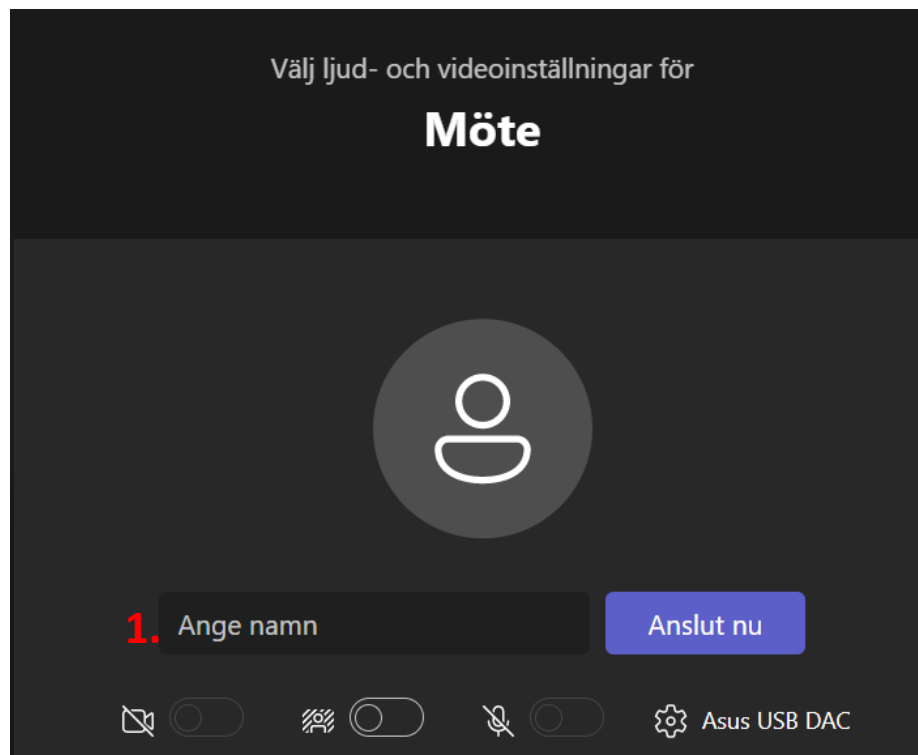 Välj ljud- och videoinställningar för
Möte
1. Ange namn Anslut nu
Asus USB DAC